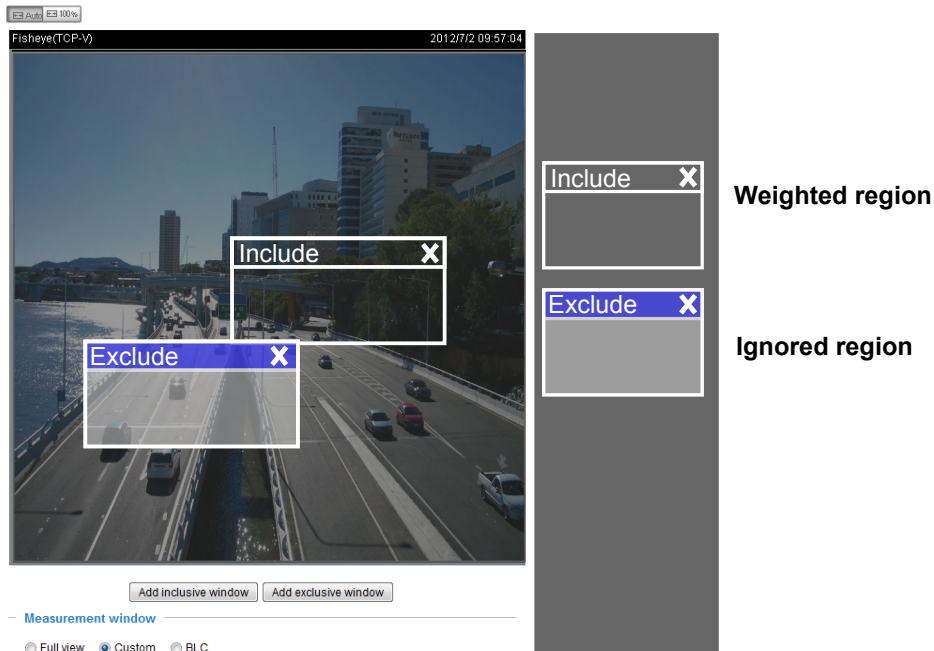 Auto 100%
Fisheye(TCP-V) 2012/7/2 09:57:04
Include X
Weighted region
Include X
Exclude X
Ignored region
Exclude X
Add inclusive window Add exclusive window
Measurement window
Full view Custom BLC